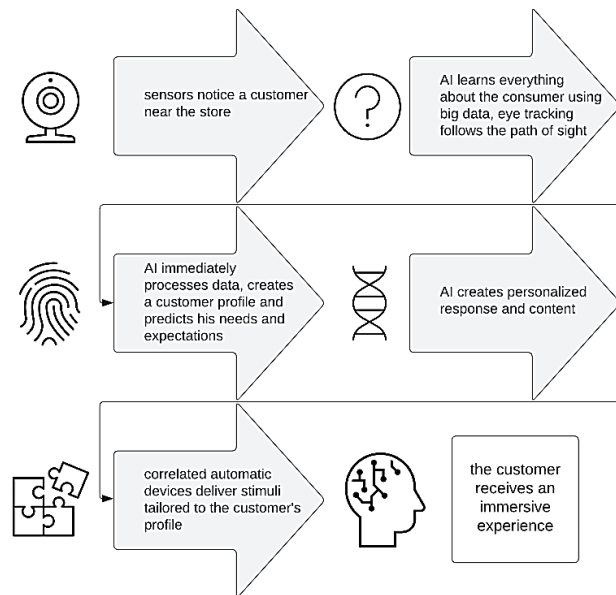 sensors notice a customer
near the store
AI learns everything
about the consumer using
big data, eye tracking
follows the path of sight
AI immediately
processes data, creates
a customer profile and
predicts his needs and
expectations
AI creates personalized
response and content
correlated automatic
devices deliver stimuli
tailored to the customer's
profile
the customer
receives an
immersive
experience